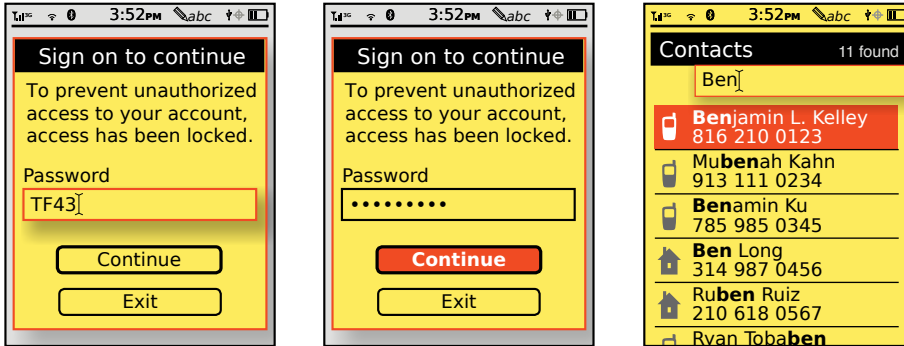 3G 3:52PM abc
Sign on to continue
To prevent unauthorized
access to your account,
access has been locked.
Password
TF43
Continue
Exit
3G 3:52PM abc
Sign on to continue
To prevent unauthorized
access to your account,
access has been locked.
Password
•••••••••
Continue
Exit
3G 3:52PM abc
Contacts 11 found
Ben
Benjamin L. Kelley
816 210 0123
Mubenah Kahn
913 111 0234
Benamin Ku
785 985 0345
Ben Long
314 987 0456
Ruben Ruiz
210 618 0567
Ryan Tobaben